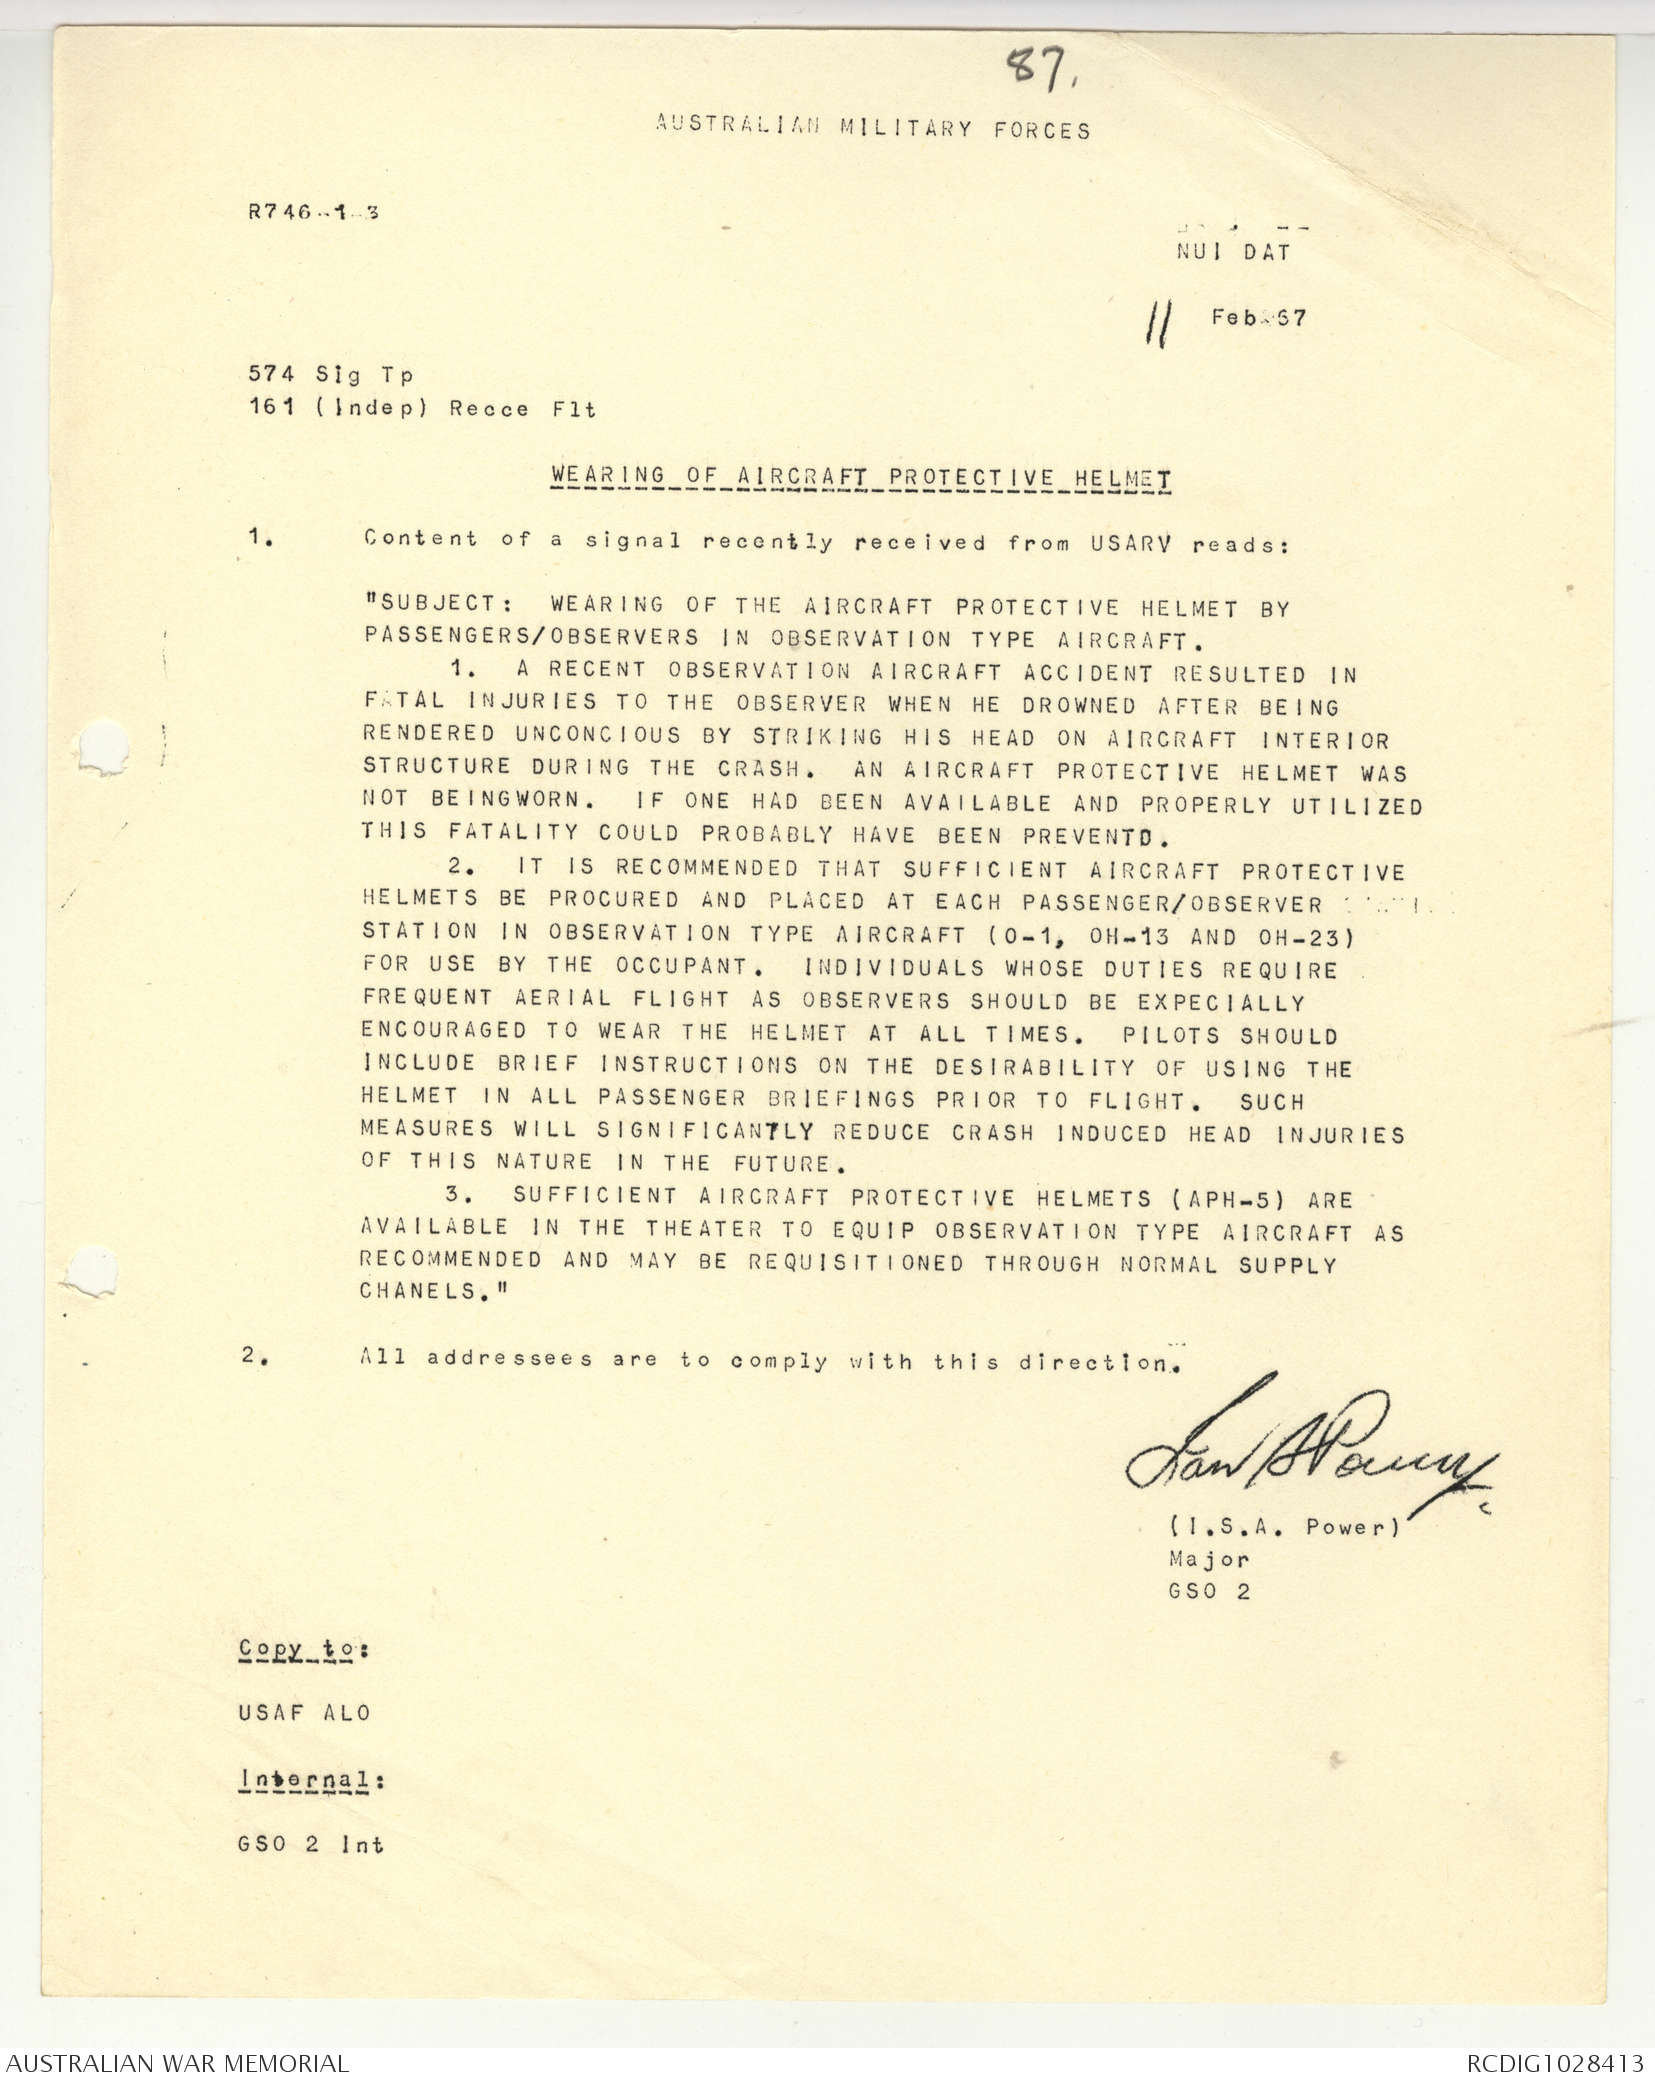 87.
AUSTRALIAN MILITARY FORCES
R746-1-3
NUI DAT
11 Feb 67
574 Sig Tp
161 (Indep) Recce Flt
WEARING OF AIRCRAFT PROTECTIVE HELMET
1. Content of a signal recently received from USARV reads:
"SUBJECT: WEARING OF THE AIRCRAFT PROTECTIVE HELMET BY
PASSENGERS/OBSERVERS IN OBSERVATION TYPE AIRCRAFT.
1. A RECENT OBSERVATION AIRCRAFT ACCIDENT RESULTED IN
FATAL INJURIES TO THE OBSERVER WHEN HE DROWNED AFTER BEING
RENDERED UNCONCIOUS BY STRIKING HIS HEAD ON AIRCRAFT INTERIOR
STRUCTURE DURING THE CRASH. AN AIRCRAFT PROTECTIVE HELMET WAS
NOT BEINGWORN. IF ONE HAD BEEN AVAILABLE AND PROPERLY UTILIZED
THIS FATALITY COULD PROBABLY HAVE BEEN PREVENTD.
2. IT IS RECOMMENDED THAT SUFFICIENT AIRCRAFT PROTECTIVE
HELMETS BE PROCURED AND PLACED AT EACH PASSENGER/OBSERVER
STATION IN OBSERVATION TYPE AIRCRAFT (O-1, OH-13 AND OH-23)
FOR USE BY THE OCCUPANT. INDIVIDUALS WHOSE DUTIES REQUIRE
FREQUENT AERIAL FLIGHT AS OBSERVERS SHOULD BE EXPECIALLY
ENCOURAGED TO WEAR THE HELMET AT ALL TIMES. PILOTS SHOULD
INCLUDE BRIEF INSTRUCTIONS ON THE DESIRABILITY OF USING THE
HELMET IN ALL PASSENGER BRIEFINGS PRIOR TO FLIGHT. SUCH
MEASURES WILL SIGNIFICANTLY REDUCE CRASH INDUCED HEAD INJURIES
OF THIS NATURE IN THE FUTURE.
3. SUFFICIENT AIRCRAFT PROTECTIVE HELMETS (APH-5) ARE
AVAILABLE IN THE THEATER TO EQUIP OBSERVATION TYPE AIRCRAFT AS
RECOMMENDED AND MAY BE REQUISITIONED THROUGH NORMAL SUPPLY
CHANELS."
2. All addressees are to comply with this direction.
Ian S A Power
(I.S.A. Power)
Major
GSO 2
Copy to:
USAF ALO
Internal:
GSO 2 Int
AUSTRALIAN WAR MEMORIAL
RCDIG1028413